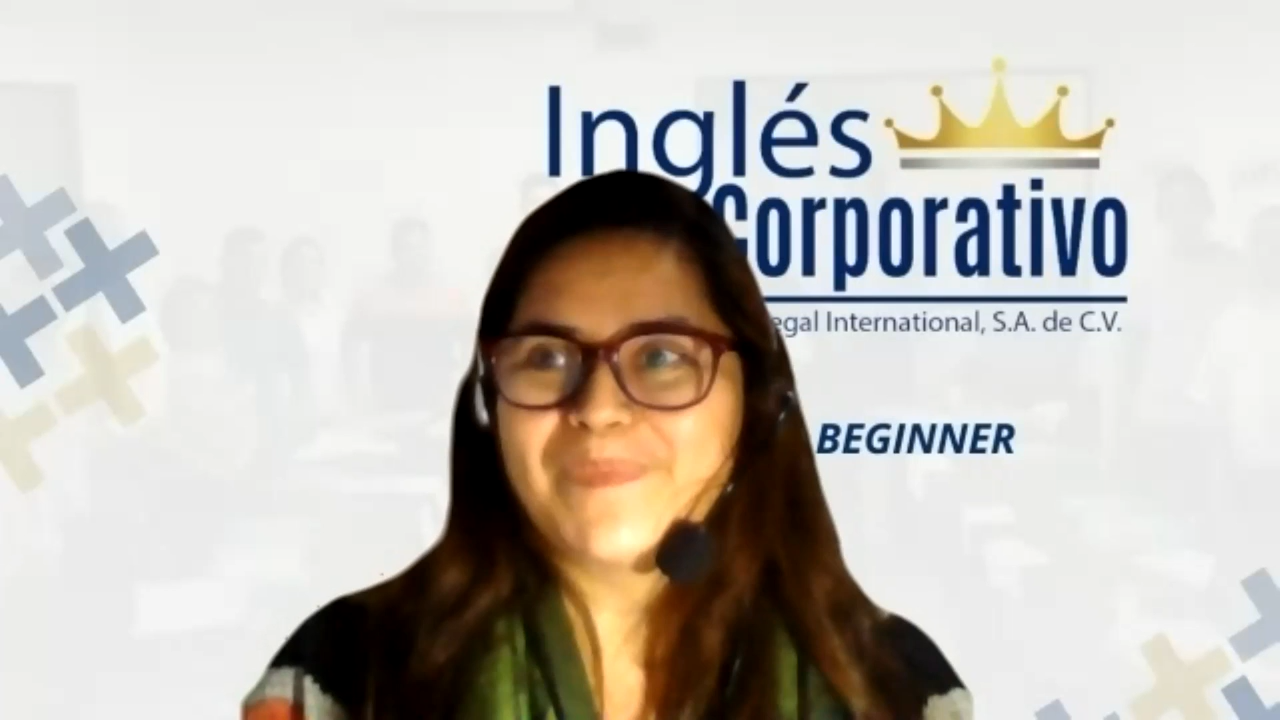 Inglés
Corporativo
egal International, S.A. de C.V.
BEGINNER